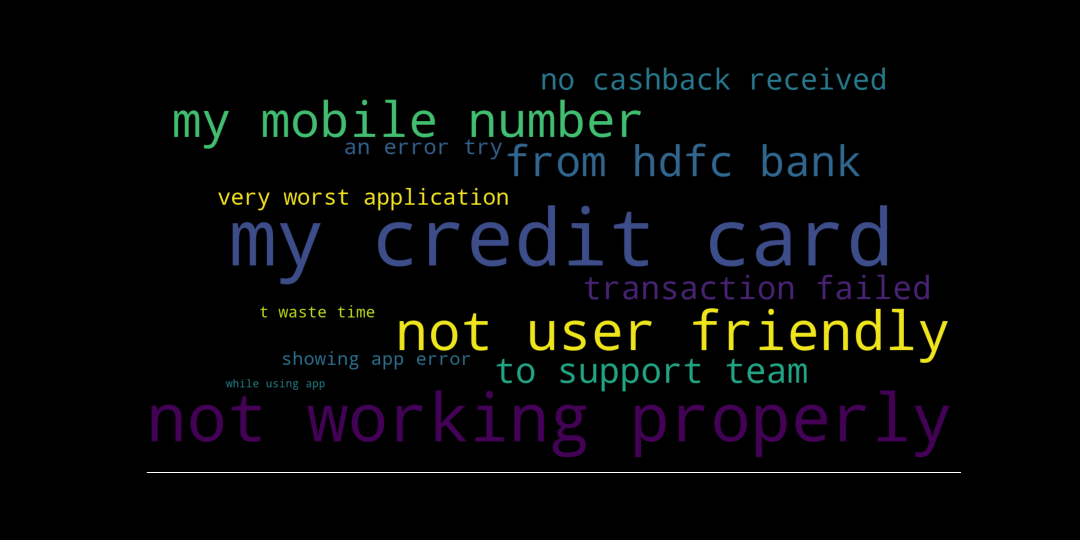 no cashback received
my mobile number
an error try
from hdfc bank
very worst application
my credit card
transaction failed
t waste time
not user friendly
showing app error
to support team
while using app
not working properly